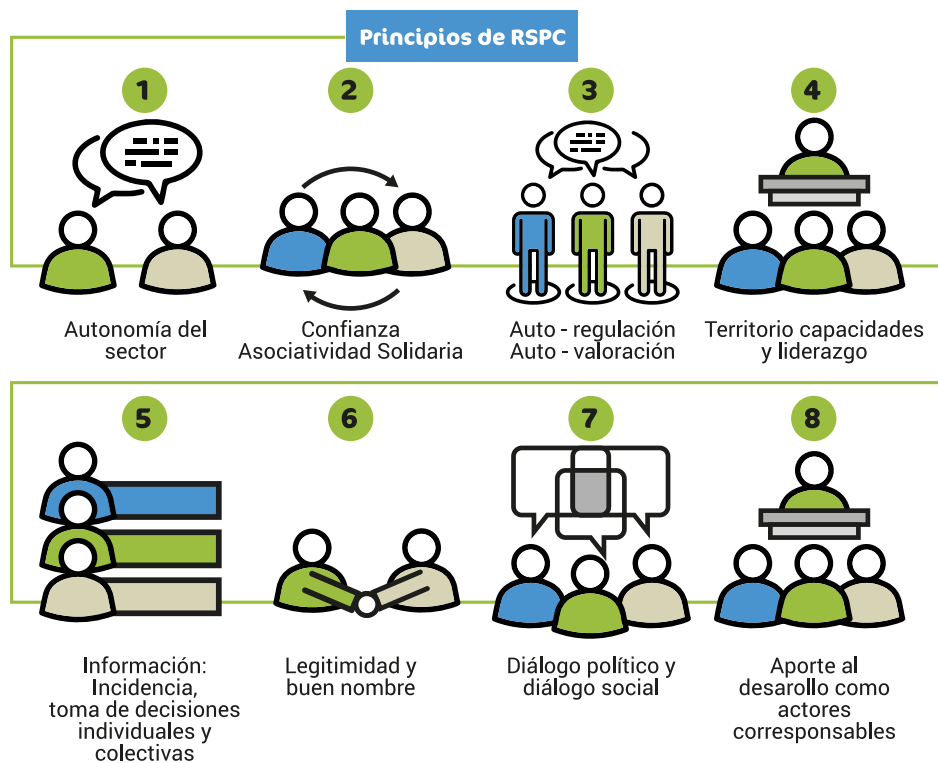 Principios de RSPC
1
Autonomía del
sector
2
Confianza
Asociatividad Solidaria
3
Auto - regulación
Auto - valoración
4
Territorio capacidades
y liderazgo
5
Información:
Incidencia,
toma de decisiones
individuales y
colectivas
6
Legitimidad y
buen nombre
7
Diálogo político y
diálogo social
8
Aporte al
desarollo como
actores
corresponsables